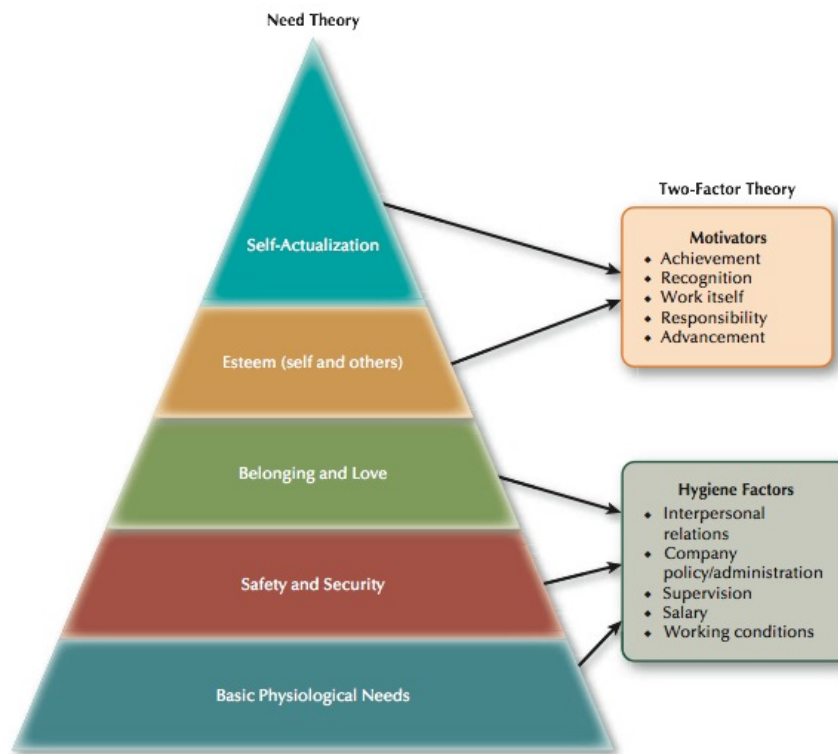 Need Theory
Self-Actualization
Esteem (self and others)
Belonging and Love
Safety and Security
Basic Physiological Needs
Two-Factor Theory
Motivators
◆ Achievement
◆ Recognition
◆ Work itself
◆ Responsibility
◆ Advancement
Hygiene Factors
◆ Interpersonal
relations
◆ Company
policy/administration
◆ Supervision
◆ Salary
◆ Working conditions